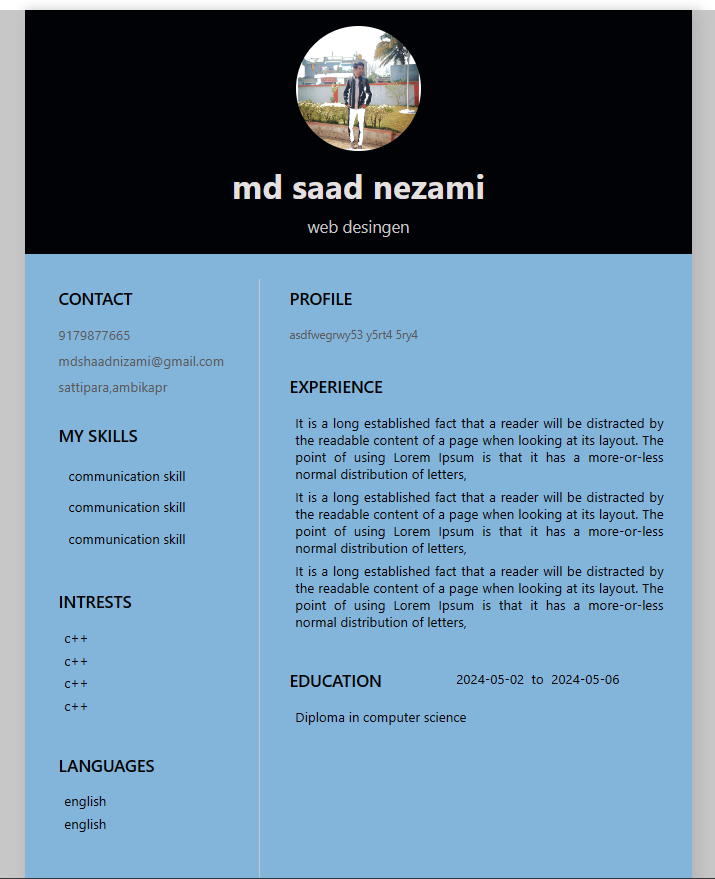 md saad nezami
web desingen
CONTACT
9179877665
mdshaadnizami@gmail.com
sattipara,ambikapr
MY SKILLS
communication skill
communication skill
communication skill
INTRESTS
c++
c++
c++
c++
LANGUAGES
english
english
PROFILE
asdfwegrwy53 y5rt4 5ry4
EXPERIENCE
It is a long established fact that a reader will be distracted by
the readable content of a page when looking at its layout. The
point of using Lorem Ipsum is that it has a more-or-less
normal distribution of letters,
It is a long established fact that a reader will be distracted by
the readable content of a page when looking at its layout. The
point of using Lorem Ipsum is that it has a more-or-less
normal distribution of letters,
It is a long established fact that a reader will be distracted by
the readable content of a page when looking at its layout. The
point of using Lorem Ipsum is that it has a more-or-less
normal distribution of letters,
EDUCATION 2024-05-02 to 2024-05-06
Diploma in computer science